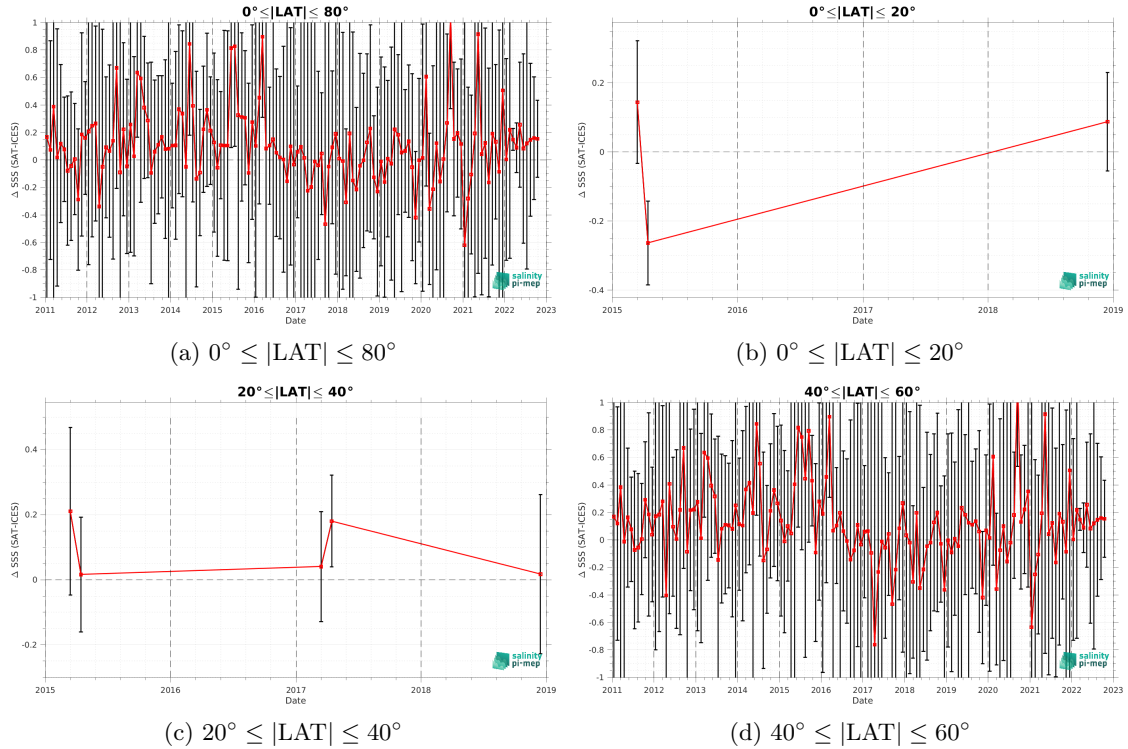 0°≤|LAT|≤ 80°
1
0.8
0.6
0.4
0.2
0
-0.2
-0.4
-0.6
-0.8
-1
Δ SSS (SAT-ICES)
2011 2012 2013 2014 2015 2016 2017 2018 2019 2020 2021 2022 2023
Date
salinity
pi-mep
(a) 0° ≤ |LAT| ≤ 80°
0°≤|LAT|≤ 20°
0.2
0
-0.2
-0.4
Δ SSS (SAT-ICES)
2015 2016 2017 2018 2019
Date
salinity
pi-mep
(b) 0° ≤ |LAT| ≤ 20°
20°≤|LAT|≤ 40°
0.4
0.2
0
-0.2
Δ SSS (SAT-ICES)
2015 2016 2017 2018 2019
Date
salinity
pi-mep
(c) 20° ≤ |LAT| ≤ 40°
40°≤|LAT|≤ 60°
1
0.8
0.6
0.4
0.2
0
-0.2
-0.4
-0.6
-0.8
-1
Δ SSS (SAT-ICES)
2011 2012 2013 2014 2015 2016 2017 2018 2019 2020 2021 2022 2023
Date
salinity
pi-mep
(d) 40° ≤ |LAT| ≤ 60°